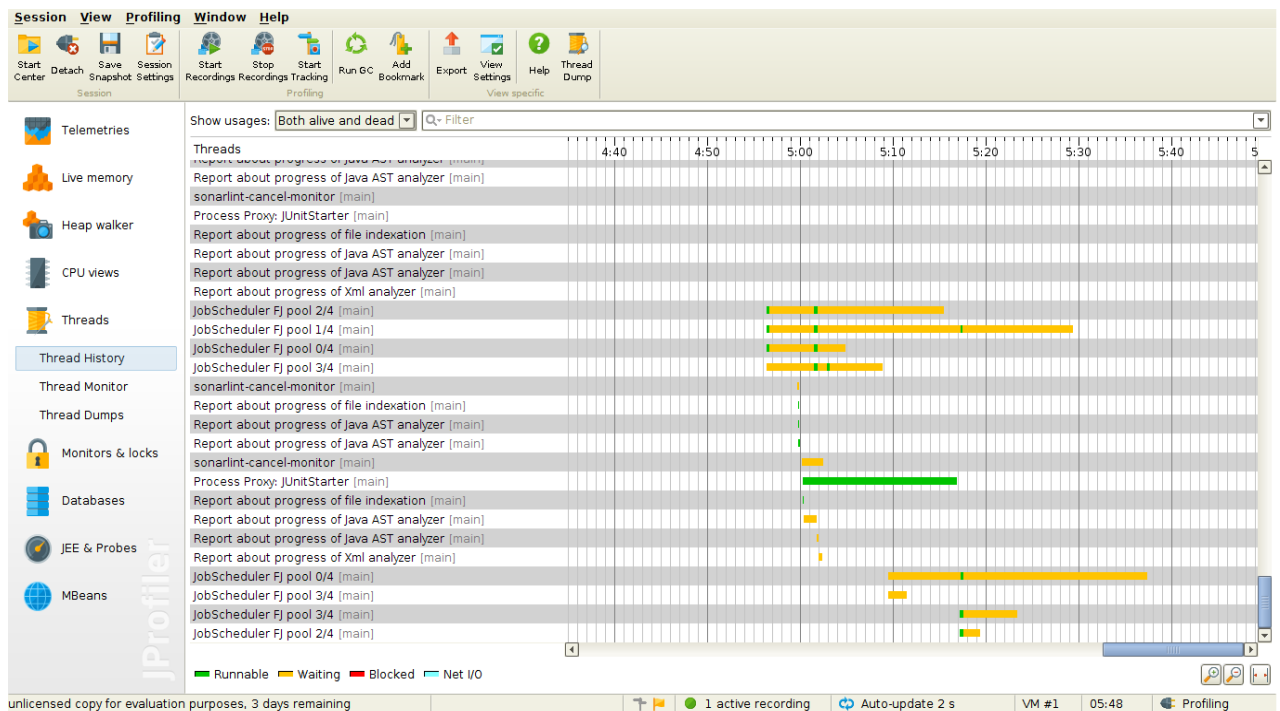 Session View Profiling Window Help
Start Center
Detach
Save Snapshot
Session Settings
Start Recordings
Stop Recordings
Start Tracking
Run GC
Add Bookmark
Export
View Settings
Help
Thread Dump
Session
Profiling
View specific
Telemetries
Live memory
Heap walker
CPU views
Threads
Thread History
Thread Monitor
Thread Dumps
Monitors & locks
Databases
JEE & Probes
MBeans
JProfiler
Show usages: Both alive and dead Filter
Threads 4:40 4:50 5:00 5:10 5:20 5:30 5:40 5
Report about progress of Java AST analyzer [main]
Report about progress of Java AST analyzer [main]
sonarlint-cancel-monitor [main]
Process Proxy: JUnitStarter [main]
Report about progress of file indexation [main]
Report about progress of Java AST analyzer [main]
Report about progress of Java AST analyzer [main]
Report about progress of Xml analyzer [main]
JobScheduler FJ pool 2/4 [main]
JobScheduler FJ pool 1/4 [main]
JobScheduler FJ pool 0/4 [main]
JobScheduler FJ pool 3/4 [main]
sonarlint-cancel-monitor [main]
Report about progress of file indexation [main]
Report about progress of Java AST analyzer [main]
Report about progress of Java AST analyzer [main]
sonarlint-cancel-monitor [main]
Process Proxy: JUnitStarter [main]
Report about progress of file indexation [main]
Report about progress of Java AST analyzer [main]
Report about progress of Java AST analyzer [main]
Report about progress of Xml analyzer [main]
JobScheduler FJ pool 0/4 [main]
JobScheduler FJ pool 3/4 [main]
JobScheduler FJ pool 3/4 [main]
JobScheduler FJ pool 2/4 [main]
Runnable Waiting Blocked Net I/O
unlicensed copy for evaluation purposes, 3 days remaining 1 active recording Auto-update 2 s VM #1 05:48 Profiling